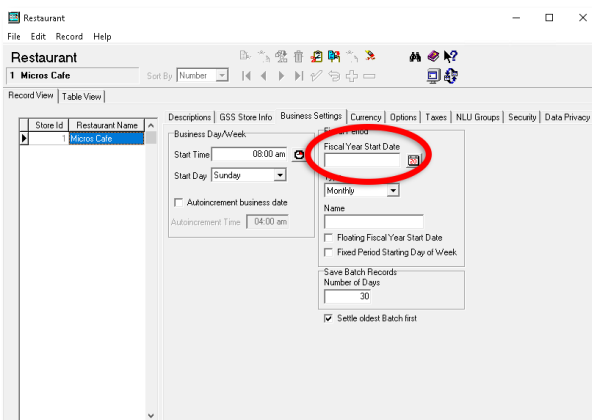 Restaurant
File Edit Record Help
Restaurant
1 Micros Cafe Sort By Number
Record View Table View
Store Id Restaurant Name
1 Micros Cafe
Descriptions GSS Store Info Business Settings Currency Options Taxes NLU Groups Security Data Privacy
Business Day/Week
Start Time 08:00 am
Start Day Sunday
Autoincrement business date
Autoincrement Time 04:00 am
Fiscal Year Start Date
Monthly
Name
Floating Fiscal Year Start Date
Fixed Period Starting Day of Week
Save Batch Records
Number of Days
30
Settle oldest Batch first